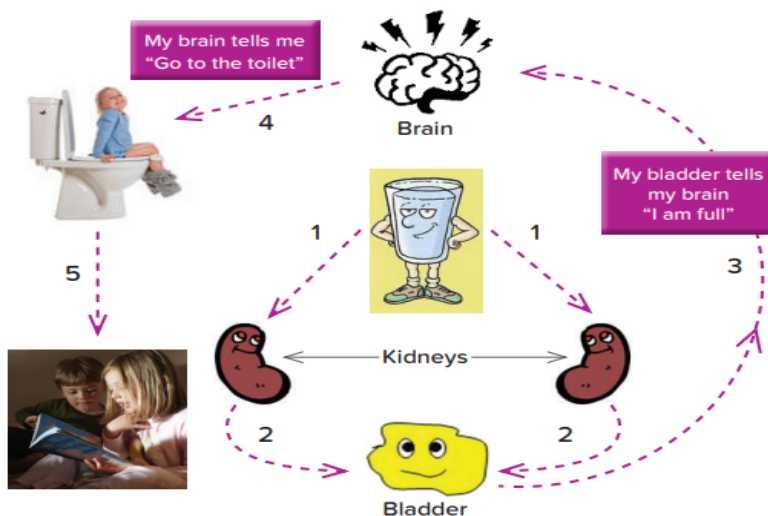 My brain tells me
“Go to the toilet”
4
Brain
My bladder tells
my brain
“I am full”
1
1
5
3
Kidneys
2
2
Bladder